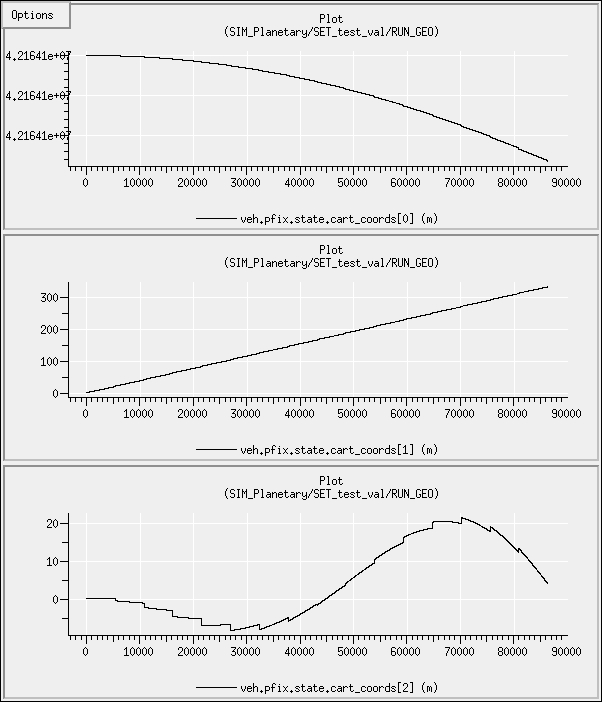 Options
Plot
(SIM_Planetary/SET_test_val/RUN_GEO)
4.21641e+07
4.21641e+07
4.21641e+07
0 10000 20000 30000 40000 50000 60000 70000 80000 90000
veh.pfix.state.cart_coords[0] (m)
Plot
(SIM_Planetary/SET_test_val/RUN_GEO)
300
200
100
0
0 10000 20000 30000 40000 50000 60000 70000 80000 90000
veh.pfix.state.cart_coords[1] (m)
Plot
(SIM_Planetary/SET_test_val/RUN_GEO)
20
10
0
0 10000 20000 30000 40000 50000 60000 70000 80000 90000
veh.pfix.state.cart_coords[2] (m)